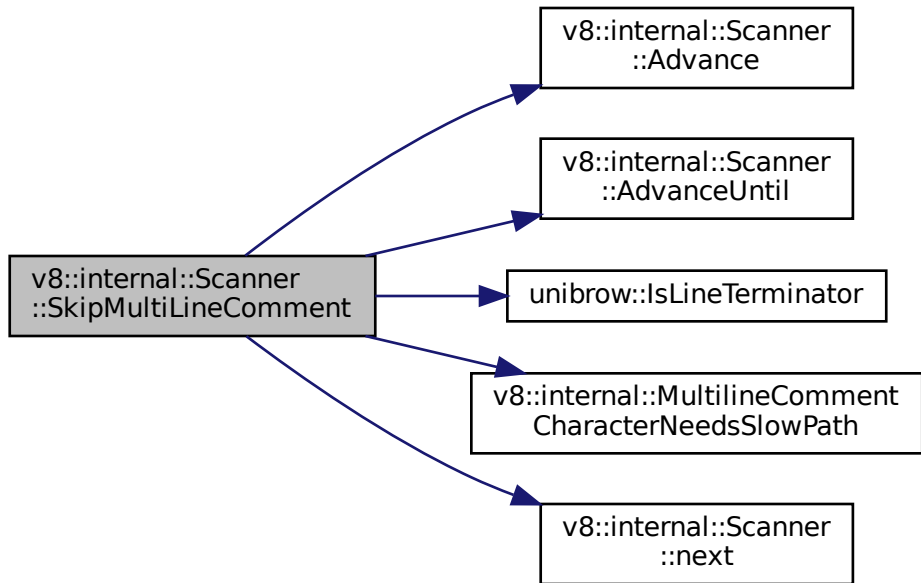 v8::internal::Scanner
::Advance
v8::internal::Scanner
::AdvanceUntil
v8::internal::Scanner
::SkipMultiLineComment
unibrow::IsLineTerminator
v8::internal::MultilineComment
CharacterNeedsSlowPath
v8::internal::Scanner
::next